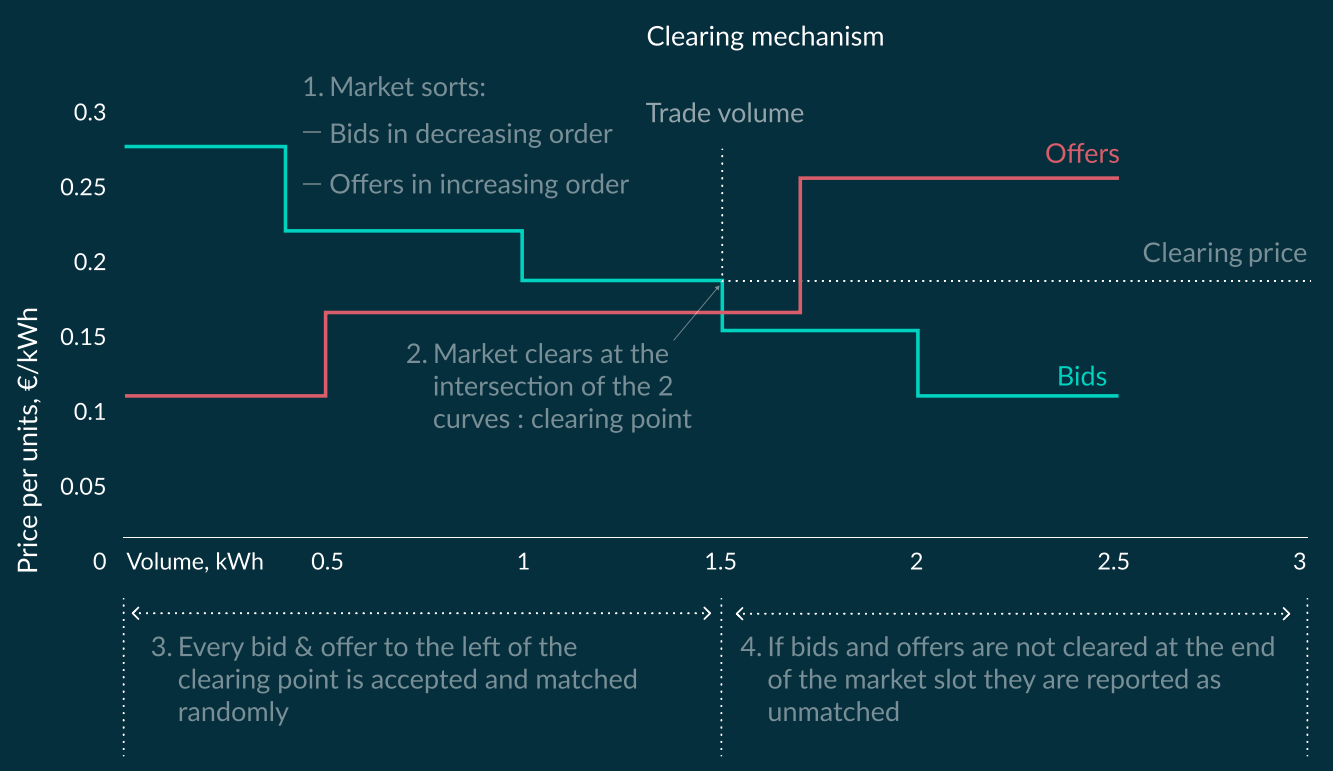 Clearing mechanism
1. Market sorts:
— Bids in decreasing order
— Offers in increasing order
Trade volume
Offers
Clearing price
2. Market clears at the
intersection of the 2
curves : clearing point
Bids
Price per units, €/kWh
0.3
0.25
0.2
0.15
0.1
0.05
0
Volume, kWh
0.5
1
1.5
2
2.5
3
3. Every bid & offer to the left of the
clearing point is accepted and matched
randomly
4. If bids and offers are not cleared at the end
of the market slot they are reported as
unmatched